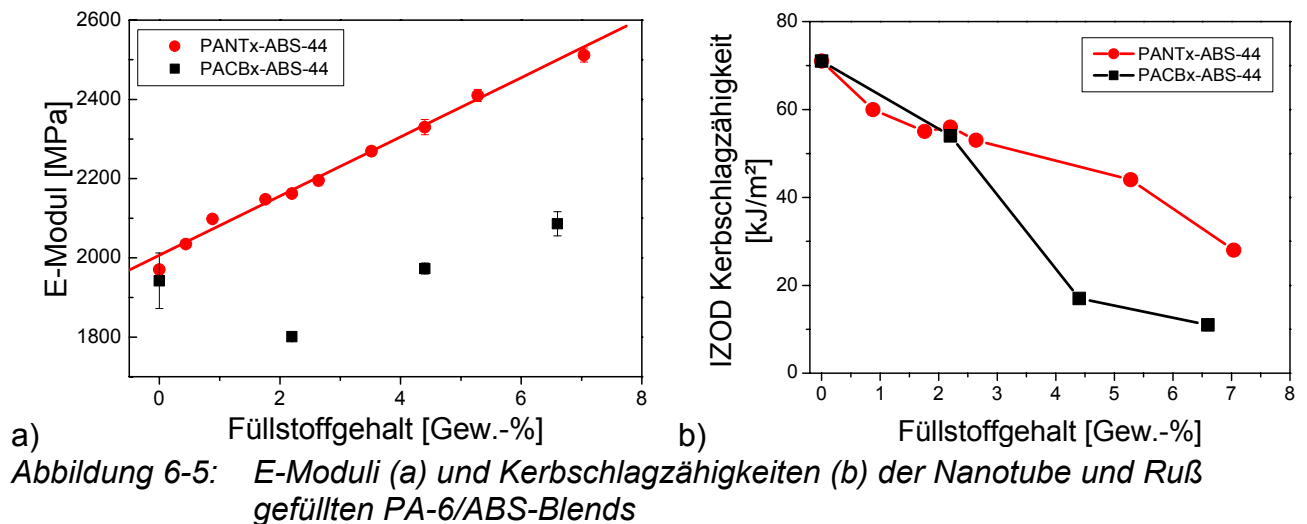 2600
2400
2200
2000
1800
E-Modul [MPa]
PANTx-ABS-44
PACBx-ABS-44
0 2 4 6 8
Füllstoffgehalt [Gew.-%]
a)
80
60
40
20
0
IZOD Kerbschlagzähigkeit
[kJ/m²]
PANTx-ABS-44
PACBx-ABS-44
0 1 2 3 4 5 6 7 8
Füllstoffgehalt [Gew.-%]
b)
Abbildung 6-5: E-Moduli (a) und Kerbschlagzähigkeiten (b) der Nanotube und Ruß
gefüllten PA-6/ABS-Blends